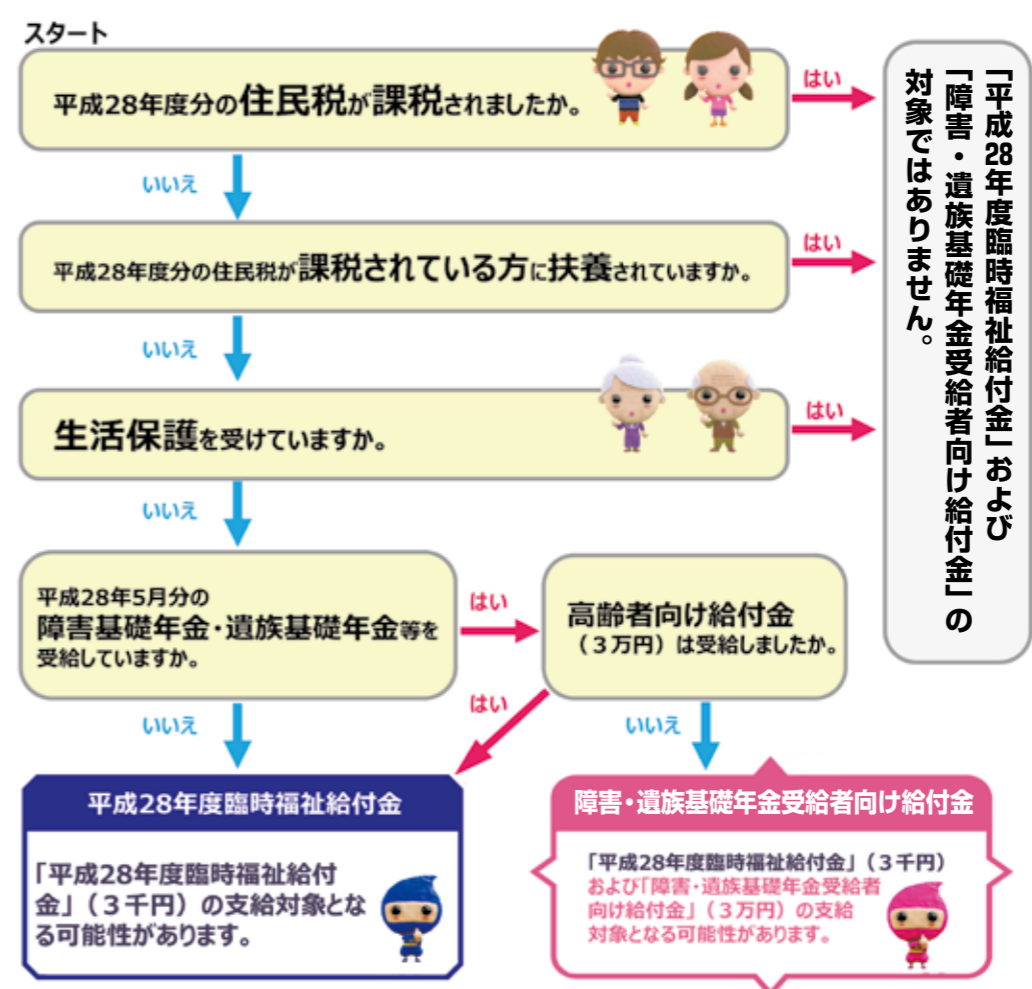 スタート
平成28年度分の住民税が課税されましたか。
はい
いいえ
平成28年度分の住民税が課税されている方に扶養されていますか。
はい
いいえ
生活保護を受けていますか。
はい
いいえ
「平成28年度臨時福祉給付金」および
「障害・遺族基礎年金受給者向け給付金」の
対象ではありません。
平成28年5月分の
障害基礎年金・遺族基礎年金等を
受給していますか。
はい
高齢者向け給付金
（３万円）は受給しましたか。
いいえ
はい
いいえ
平成28年度臨時福祉給付金
「平成28年度臨時福祉給付
金」（３千円）の支給対象とな
る可能性があります。
障害・遺族基礎年金受給者向け給付金
「平成28年度臨時福祉給付金」（３千円）
および「障害・遺族基礎年金受給者
向け給付金」（３万円）の支給
対象となる可能性があります。